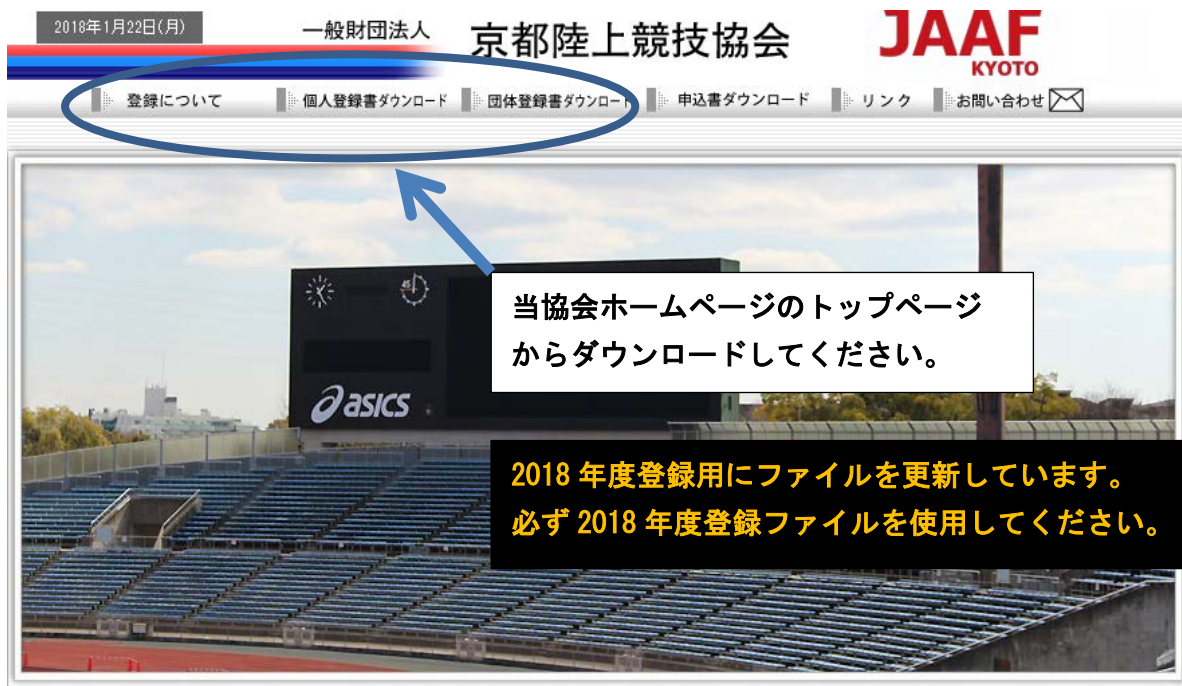 2018年1月22日(月)
一般財団法人
京都陸上競技協会
JAAF
KYOTO
登録について
個人登録書ダウンロード
団体登録書ダウンロード
申込書ダウンロード
リンク
お問い合わせ
45
asics
当協会ホームページのトップページ
からダウンロードしてください。
2018 年度登録用にファイルを更新しています。
必ず 2018 年度登録ファイルを使用してください。